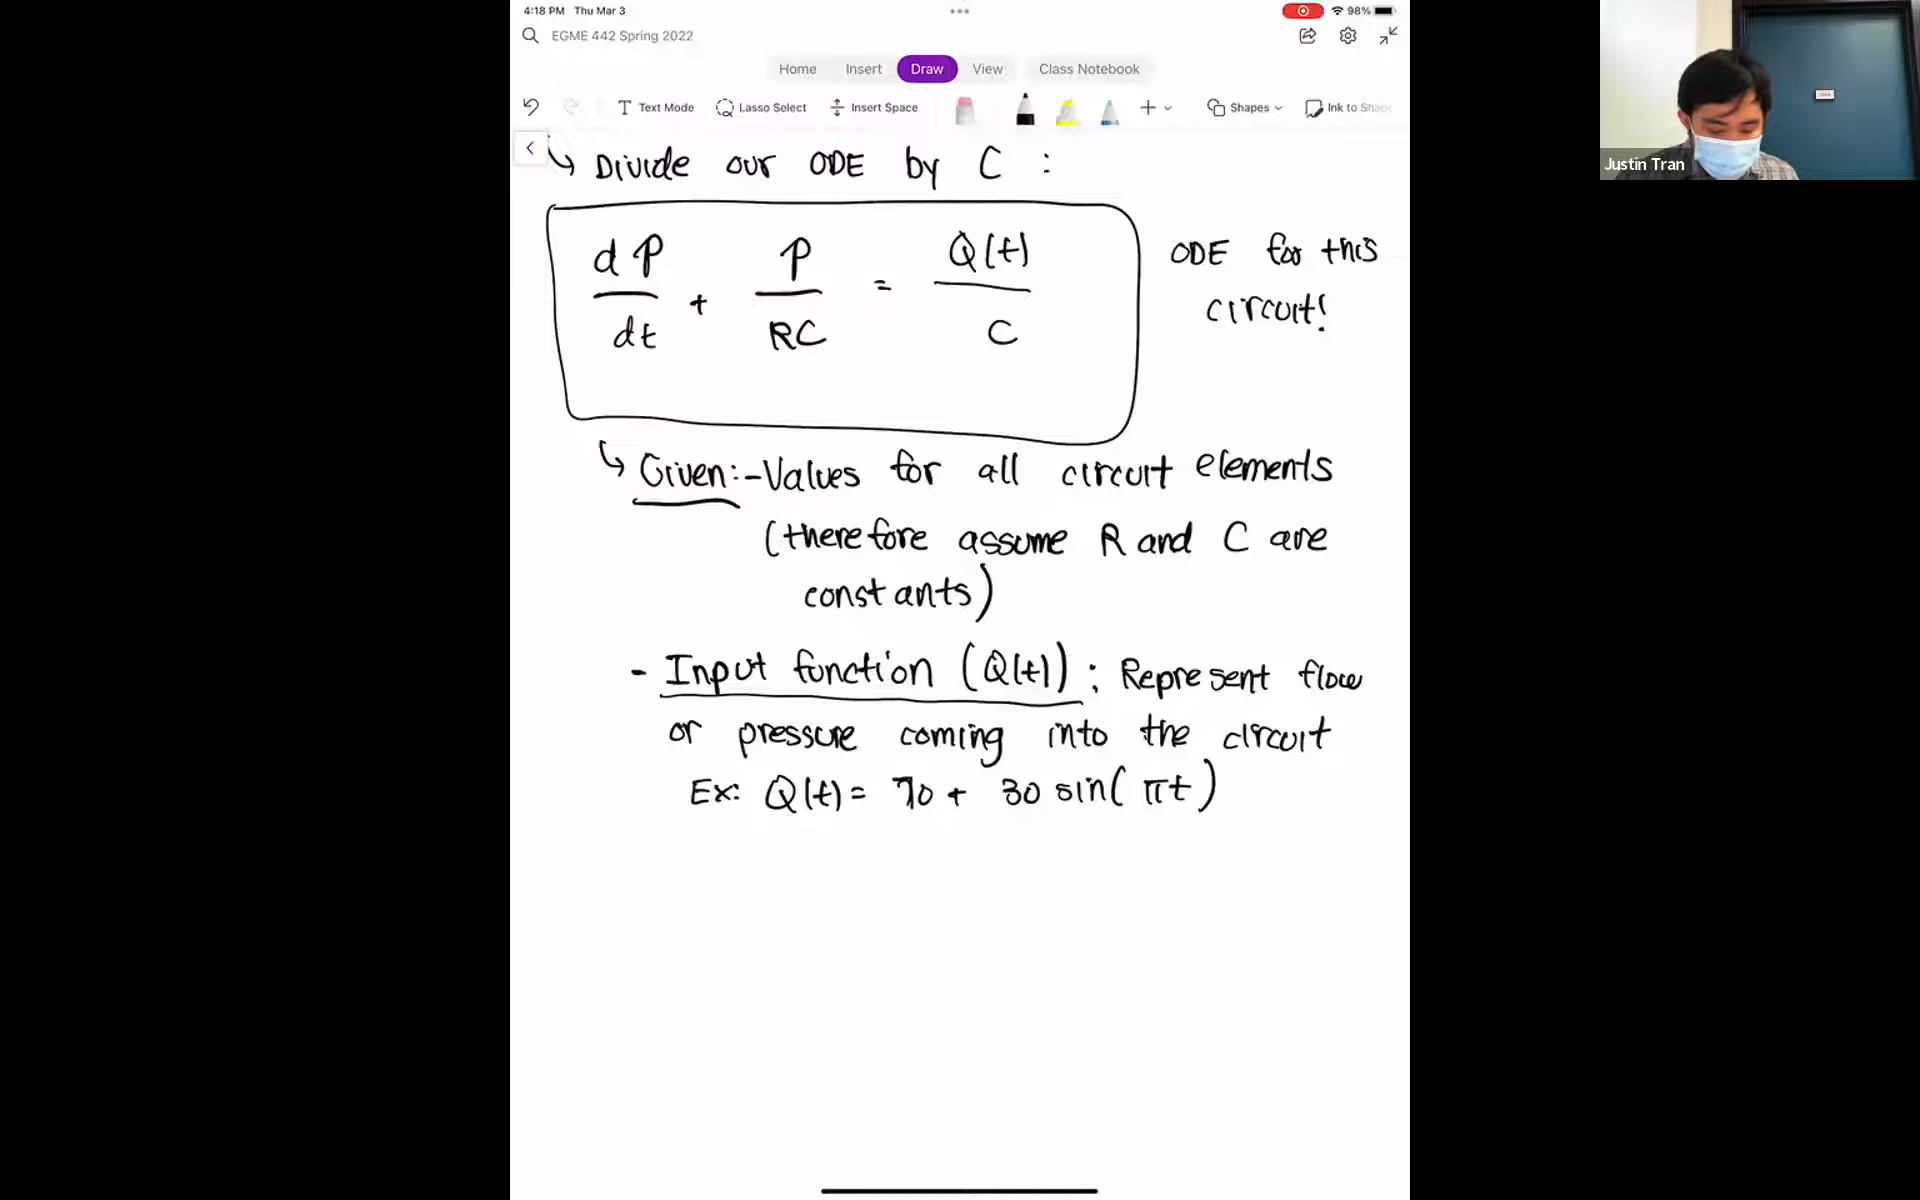 4:18 PM Thu Mar 3
98%
EGME 442 Spring 2022
Home Insert Draw View Class Notebook
Text Mode Lasso Select Insert Space Shapes Ink to Shape
Divide our ODE by C :
dP/dt + P/RC = Q(t)/C
ODE for this
circuit!
Given: - Values for all circuit elements
(therefore assume R and C are
constants)
- Input function (Q(t)) : Represent flow
or pressure coming into the circuit
Ex: Q(t) = 70 + 30 sin( πt )
Justin Tran